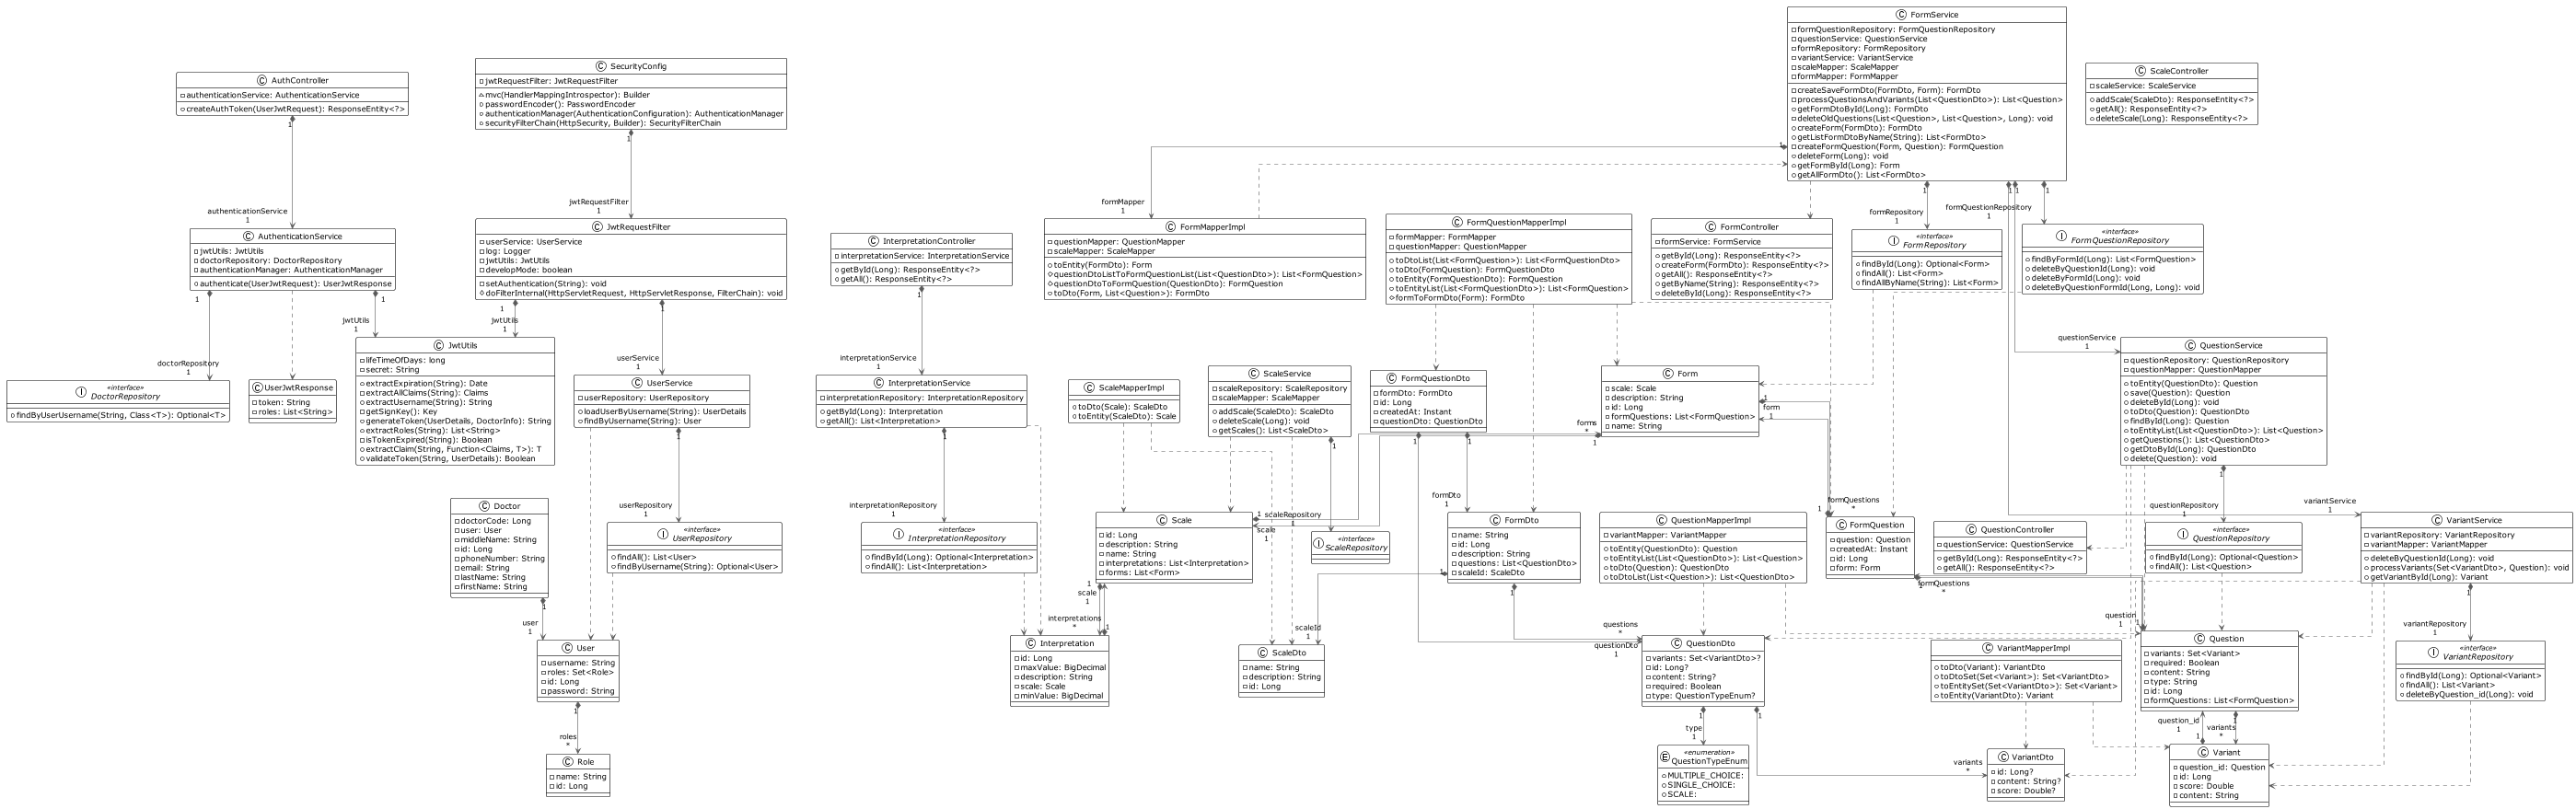 FormService
formQuestionRepository: FormQuestionRepository
questionService: QuestionService
formRepository: FormRepository
variantService: VariantService
scaleMapper: ScaleMapper
formMapper: FormMapper
createSaveFormDto(FormDto, Form): FormDto
processQuestionsAndVariants(List<QuestionDto>): List<Question>
getFormDtoById(Long): FormDto
deleteOldQuestions(List<Question>, List<Question>, Long): void
createForm(FormDto): FormDto
getListFormDtoByName(String): List<FormDto>
createFormQuestion(Form, Question): FormQuestion
deleteForm(Long): void
getFormById(Long): Form
getAllFormDto(): List<FormDto>
AuthController
authenticationService: AuthenticationService
createAuthToken(UserJwtRequest): ResponseEntity<?>
1
SecurityConfig
jwtRequestFilter: JwtRequestFilter
mvc(HandlerMappingIntrospector): Builder
passwordEncoder(): PasswordEncoder
authenticationManager(AuthenticationConfiguration): AuthenticationManager
securityFilterChain(HttpSecurity, Builder): SecurityFilterChain
1
ScaleController
scaleService: ScaleService
addScale(ScaleDto): ResponseEntity<?>
getAll(): ResponseEntity<?>
deleteScale(Long): ResponseEntity<?>
1
1
1
1
1
authenticationService
1
jwtRequestFilter
1
formMapper
1
formRepository
1
formQuestionRepository
1
AuthenticationService
jwtUtils: JwtUtils
doctorRepository: DoctorRepository
authenticationManager: AuthenticationManager
authenticate(UserJwtRequest): UserJwtResponse
1
1
JwtRequestFilter
userService: UserService
log: Logger
jwtUtils: JwtUtils
developMode: boolean
setAuthentication(String): void
doFilterInternal(HttpServletRequest, HttpServletResponse, FilterChain): void
1
1
InterpretationController
interpretationService: InterpretationService
getById(Long): ResponseEntity<?>
getAll(): ResponseEntity<?>
1
FormMapperImpl
questionMapper: QuestionMapper
scaleMapper: ScaleMapper
toEntity(FormDto): Form
questionDtoListToFormQuestionList(List<QuestionDto>): List<FormQuestion>
questionDtoToFormQuestion(QuestionDto): FormQuestion
toDto(Form, List<Question>): FormDto
FormQuestionMapperImpl
formMapper: FormMapper
questionMapper: QuestionMapper
toDtoList(List<FormQuestion>): List<FormQuestionDto>
toDto(FormQuestion): FormQuestionDto
toEntity(FormQuestionDto): FormQuestion
toEntityList(List<FormQuestionDto>): List<FormQuestion>
formToFormDto(Form): FormDto
FormController
formService: FormService
getById(Long): ResponseEntity<?>
createForm(FormDto): ResponseEntity<?>
getAll(): ResponseEntity<?>
getByName(String): ResponseEntity<?>
deleteById(Long): ResponseEntity<?>
«interface»
FormRepository
findById(Long): Optional<Form>
findAll(): List<Form>
findAllByName(String): List<Form>
«interface»
FormQuestionRepository
findByFormId(Long): List<FormQuestion>
deleteByQuestionId(Long): void
deleteByFormId(Long): void
deleteByQuestionFormId(Long, Long): void
jwtUtils
1
jwtUtils
1
doctorRepository
1
userService
1
interpretationService
1
questionService
1
«interface»
DoctorRepository
findByUserUsername(String, Class<T>): Optional<T>
UserJwtResponse
token: String
roles: List<String>
JwtUtils
lifeTimeOfDays: long
secret: String
extractExpiration(String): Date
extractAllClaims(String): Claims
extractUsername(String): String
getSignKey(): Key
generateToken(UserDetails, DoctorInfo): String
extractRoles(String): List<String>
isTokenExpired(String): Boolean
extractClaim(String, Function<Claims, T>): T
validateToken(String, UserDetails): Boolean
UserService
userRepository: UserRepository
loadUserByUsername(String): UserDetails
findByUsername(String): User
1
InterpretationService
interpretationRepository: InterpretationRepository
getById(Long): Interpretation
getAll(): List<Interpretation>
1
ScaleMapperImpl
toDto(Scale): ScaleDto
toEntity(ScaleDto): Scale
ScaleService
scaleRepository: ScaleRepository
scaleMapper: ScaleMapper
addScale(ScaleDto): ScaleDto
deleteScale(Long): void
getScales(): List<ScaleDto>
1
FormQuestionDto
formDto: FormDto
id: Long
createdAt: Instant
questionDto: QuestionDto
1
1
Form
scale: Scale
description: String
id: Long
formQuestions: List<FormQuestion>
name: String
forms
*
1
1
form
1
QuestionService
questionRepository: QuestionRepository
questionMapper: QuestionMapper
toEntity(QuestionDto): Question
save(Question): Question
deleteById(Long): void
toDto(Question): QuestionDto
findById(Long): Question
toEntityList(List<QuestionDto>): List<Question>
getQuestions(): List<QuestionDto>
getDtoById(Long): QuestionDto
delete(Question): void
1
userRepository
1
interpretationRepository
1
scaleRepository
1
formDto
1
formQuestions
*
questionRepository
1
variantService
1
Doctor
doctorCode: Long
user: User
middleName: String
id: Long
phoneNumber: String
email: String
lastName: String
firstName: String
1
«interface»
UserRepository
findAll(): List<User>
findByUsername(String): Optional<User>
«interface»
InterpretationRepository
findById(Long): Optional<Interpretation>
findAll(): List<Interpretation>
Scale
id: Long
description: String
name: String
interpretations: List<Interpretation>
forms: List<Form>
1
scale
1
«interface»
ScaleRepository
FormDto
name: String
id: Long
description: String
questions: List<QuestionDto>
scaleId: ScaleDto
1
1
QuestionMapperImpl
variantMapper: VariantMapper
toEntity(QuestionDto): Question
toEntityList(List<QuestionDto>): List<Question>
toDto(Question): QuestionDto
toDtoList(List<Question>): List<QuestionDto>
1
FormQuestion
question: Question
createdAt: Instant
id: Long
form: Form
1
formQuestions
*
QuestionController
questionService: QuestionService
getById(Long): ResponseEntity<?>
getAll(): ResponseEntity<?>
«interface»
QuestionRepository
findById(Long): Optional<Question>
findAll(): List<Question>
VariantService
variantRepository: VariantRepository
variantMapper: VariantMapper
deleteByQuestionId(Long): void
processVariants(Set<VariantDto>, Question): void
getVariantById(Long): Variant
1
user
1
1
scale
1
interpretations
*
1
scaleId
1
questions
*
questionDto
1
question
1
1
variantRepository
1
User
username: String
roles: Set<Role>
id: Long
password: String
1
Interpretation
id: Long
maxValue: BigDecimal
description: String
scale: Scale
minValue: BigDecimal
ScaleDto
name: String
description: String
id: Long
QuestionDto
variants: Set<VariantDto>?
id: Long?
content: String?
required: Boolean
type: QuestionTypeEnum?
1
1
VariantMapperImpl
toDto(Variant): VariantDto
toDtoSet(Set<Variant>): Set<VariantDto>
toEntitySet(Set<VariantDto>): Set<Variant>
toEntity(VariantDto): Variant
Question
variants: Set<Variant>
required: Boolean
content: String
type: String
id: Long
formQuestions: List<FormQuestion>
1
«interface»
VariantRepository
findById(Long): Optional<Variant>
findAll(): List<Variant>
deleteByQuestion_id(Long): void
roles
*
type
1
variants
*
question_id
1
variants
*
1
Role
name: String
id: Long
«enumeration»
QuestionTypeEnum
MULTIPLE_CHOICE:
SINGLE_CHOICE:
SCALE:
VariantDto
id: Long?
content: String?
score: Double?
Variant
question_id: Question
id: Long
score: Double
content: String